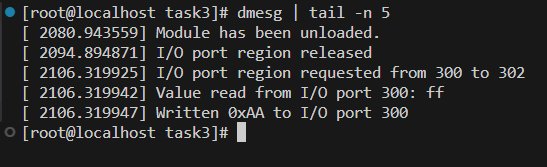 [root@localhost task3]# dmesg | tail -n 5
[ 2080.943559] Module has been unloaded.
[ 2094.894871] I/O port region released
[ 2106.319925] I/O port region requested from 300 to 302
[ 2106.319942] Value read from I/O port 300: ff
[ 2106.319947] Written 0xAA to I/O port 300
[root@localhost task3]#